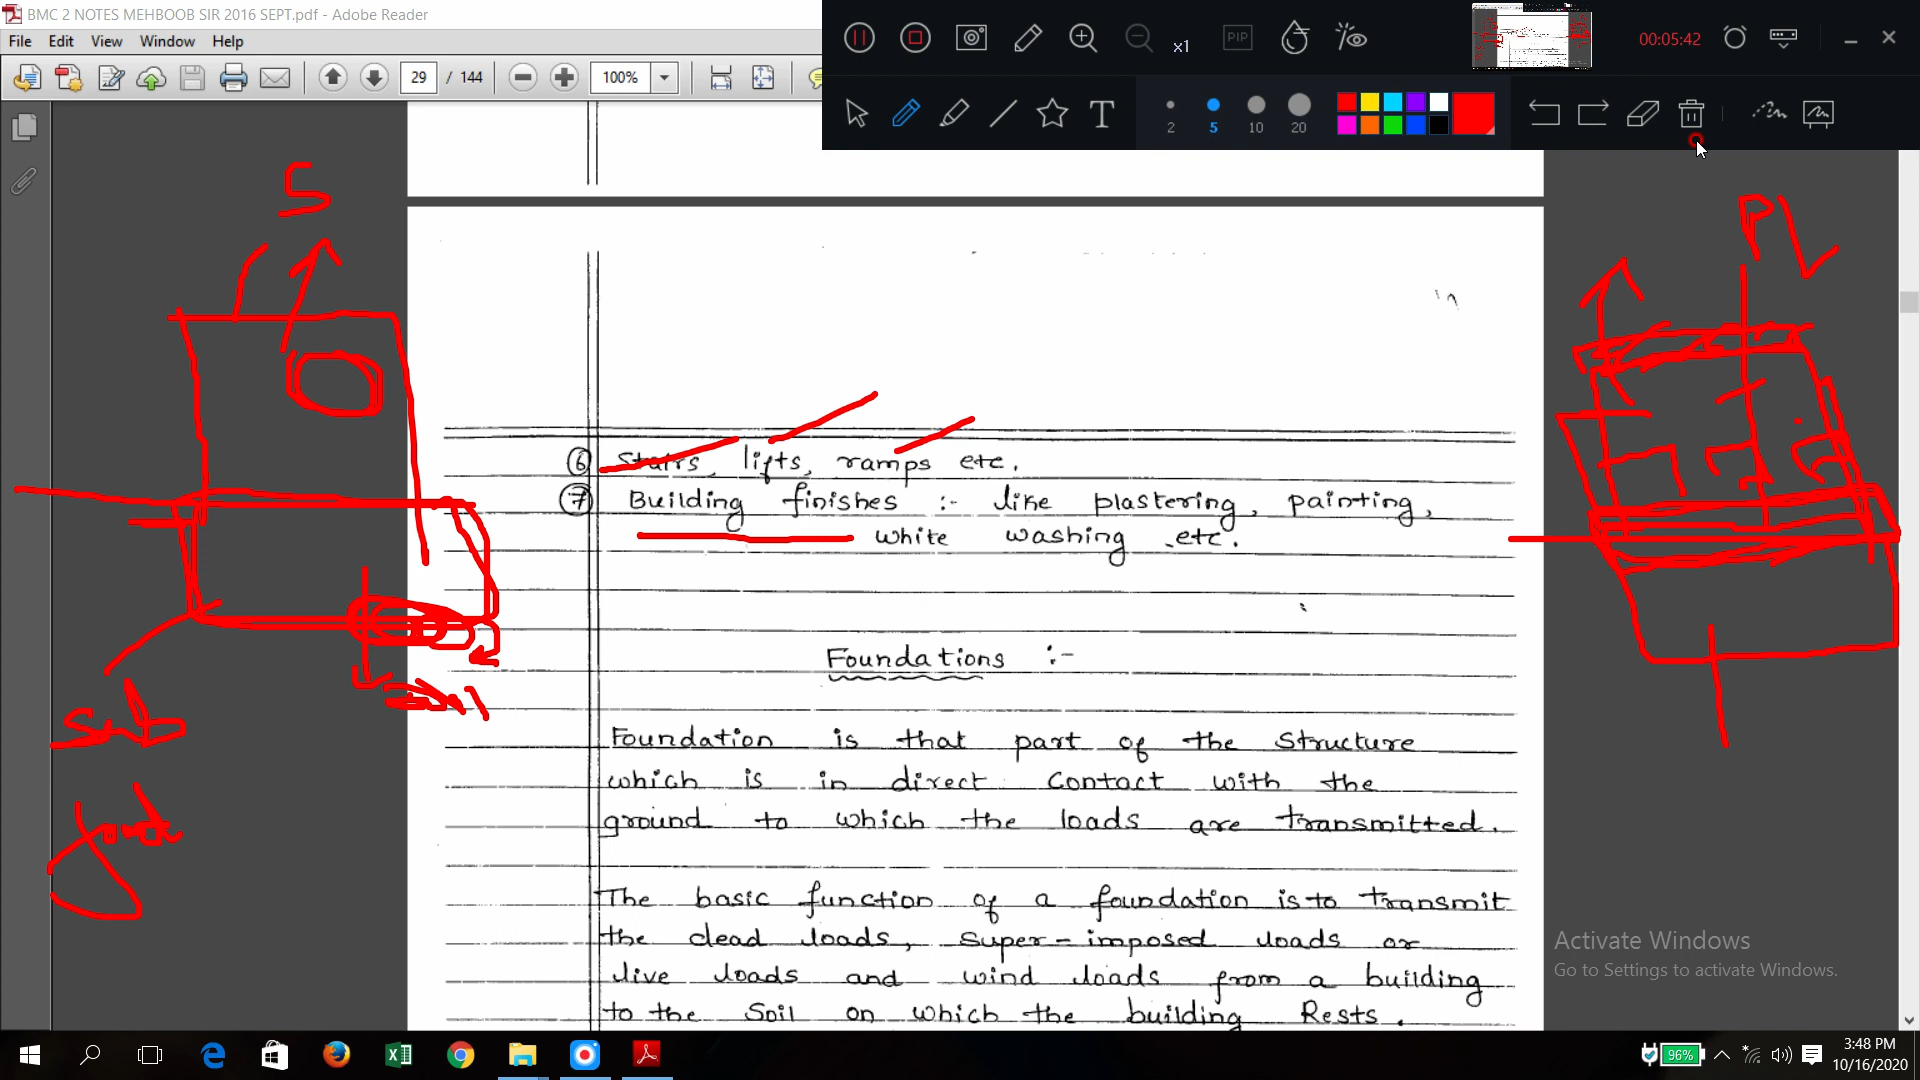 BMC 2 NOTES MEHBOOB SIR 2016 SEPT.pdf - Adobe Reader
File Edit View Window Help
29 / 144 100%
x1 PIP 00:05:42
T 2 5 10 20
S
PL
6 Stairs, lifts, ramps etc.
7 Building finishes :- like plastering, painting,
white washing etc.
Foundations :-
Foundation is that part of the structure
which is in direct contact with the
ground to which the loads are transmitted.
The basic function of a foundation is to transmit
the dead loads, super-imposed loads or
live loads and wind loads from a building
to the soil on which the building Rests.
Sub
Activate Windows
Go to Settings to activate Windows.
96%
3:48 PM
10/16/2020